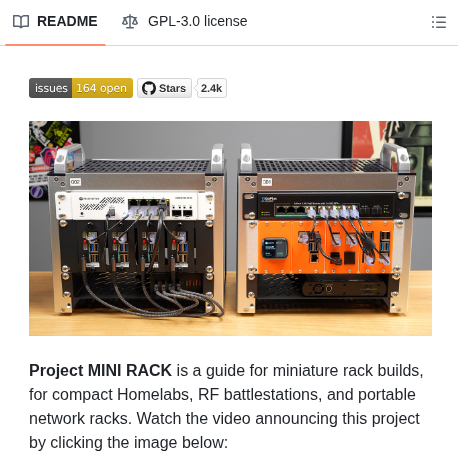 README GPL-3.0 license
issues 164 open Stars 2.4k
002 001
Project MINI RACK is a guide for miniature rack builds,
for compact Homelabs, RF battlestations, and portable
network racks. Watch the video announcing this project
by clicking the image below: